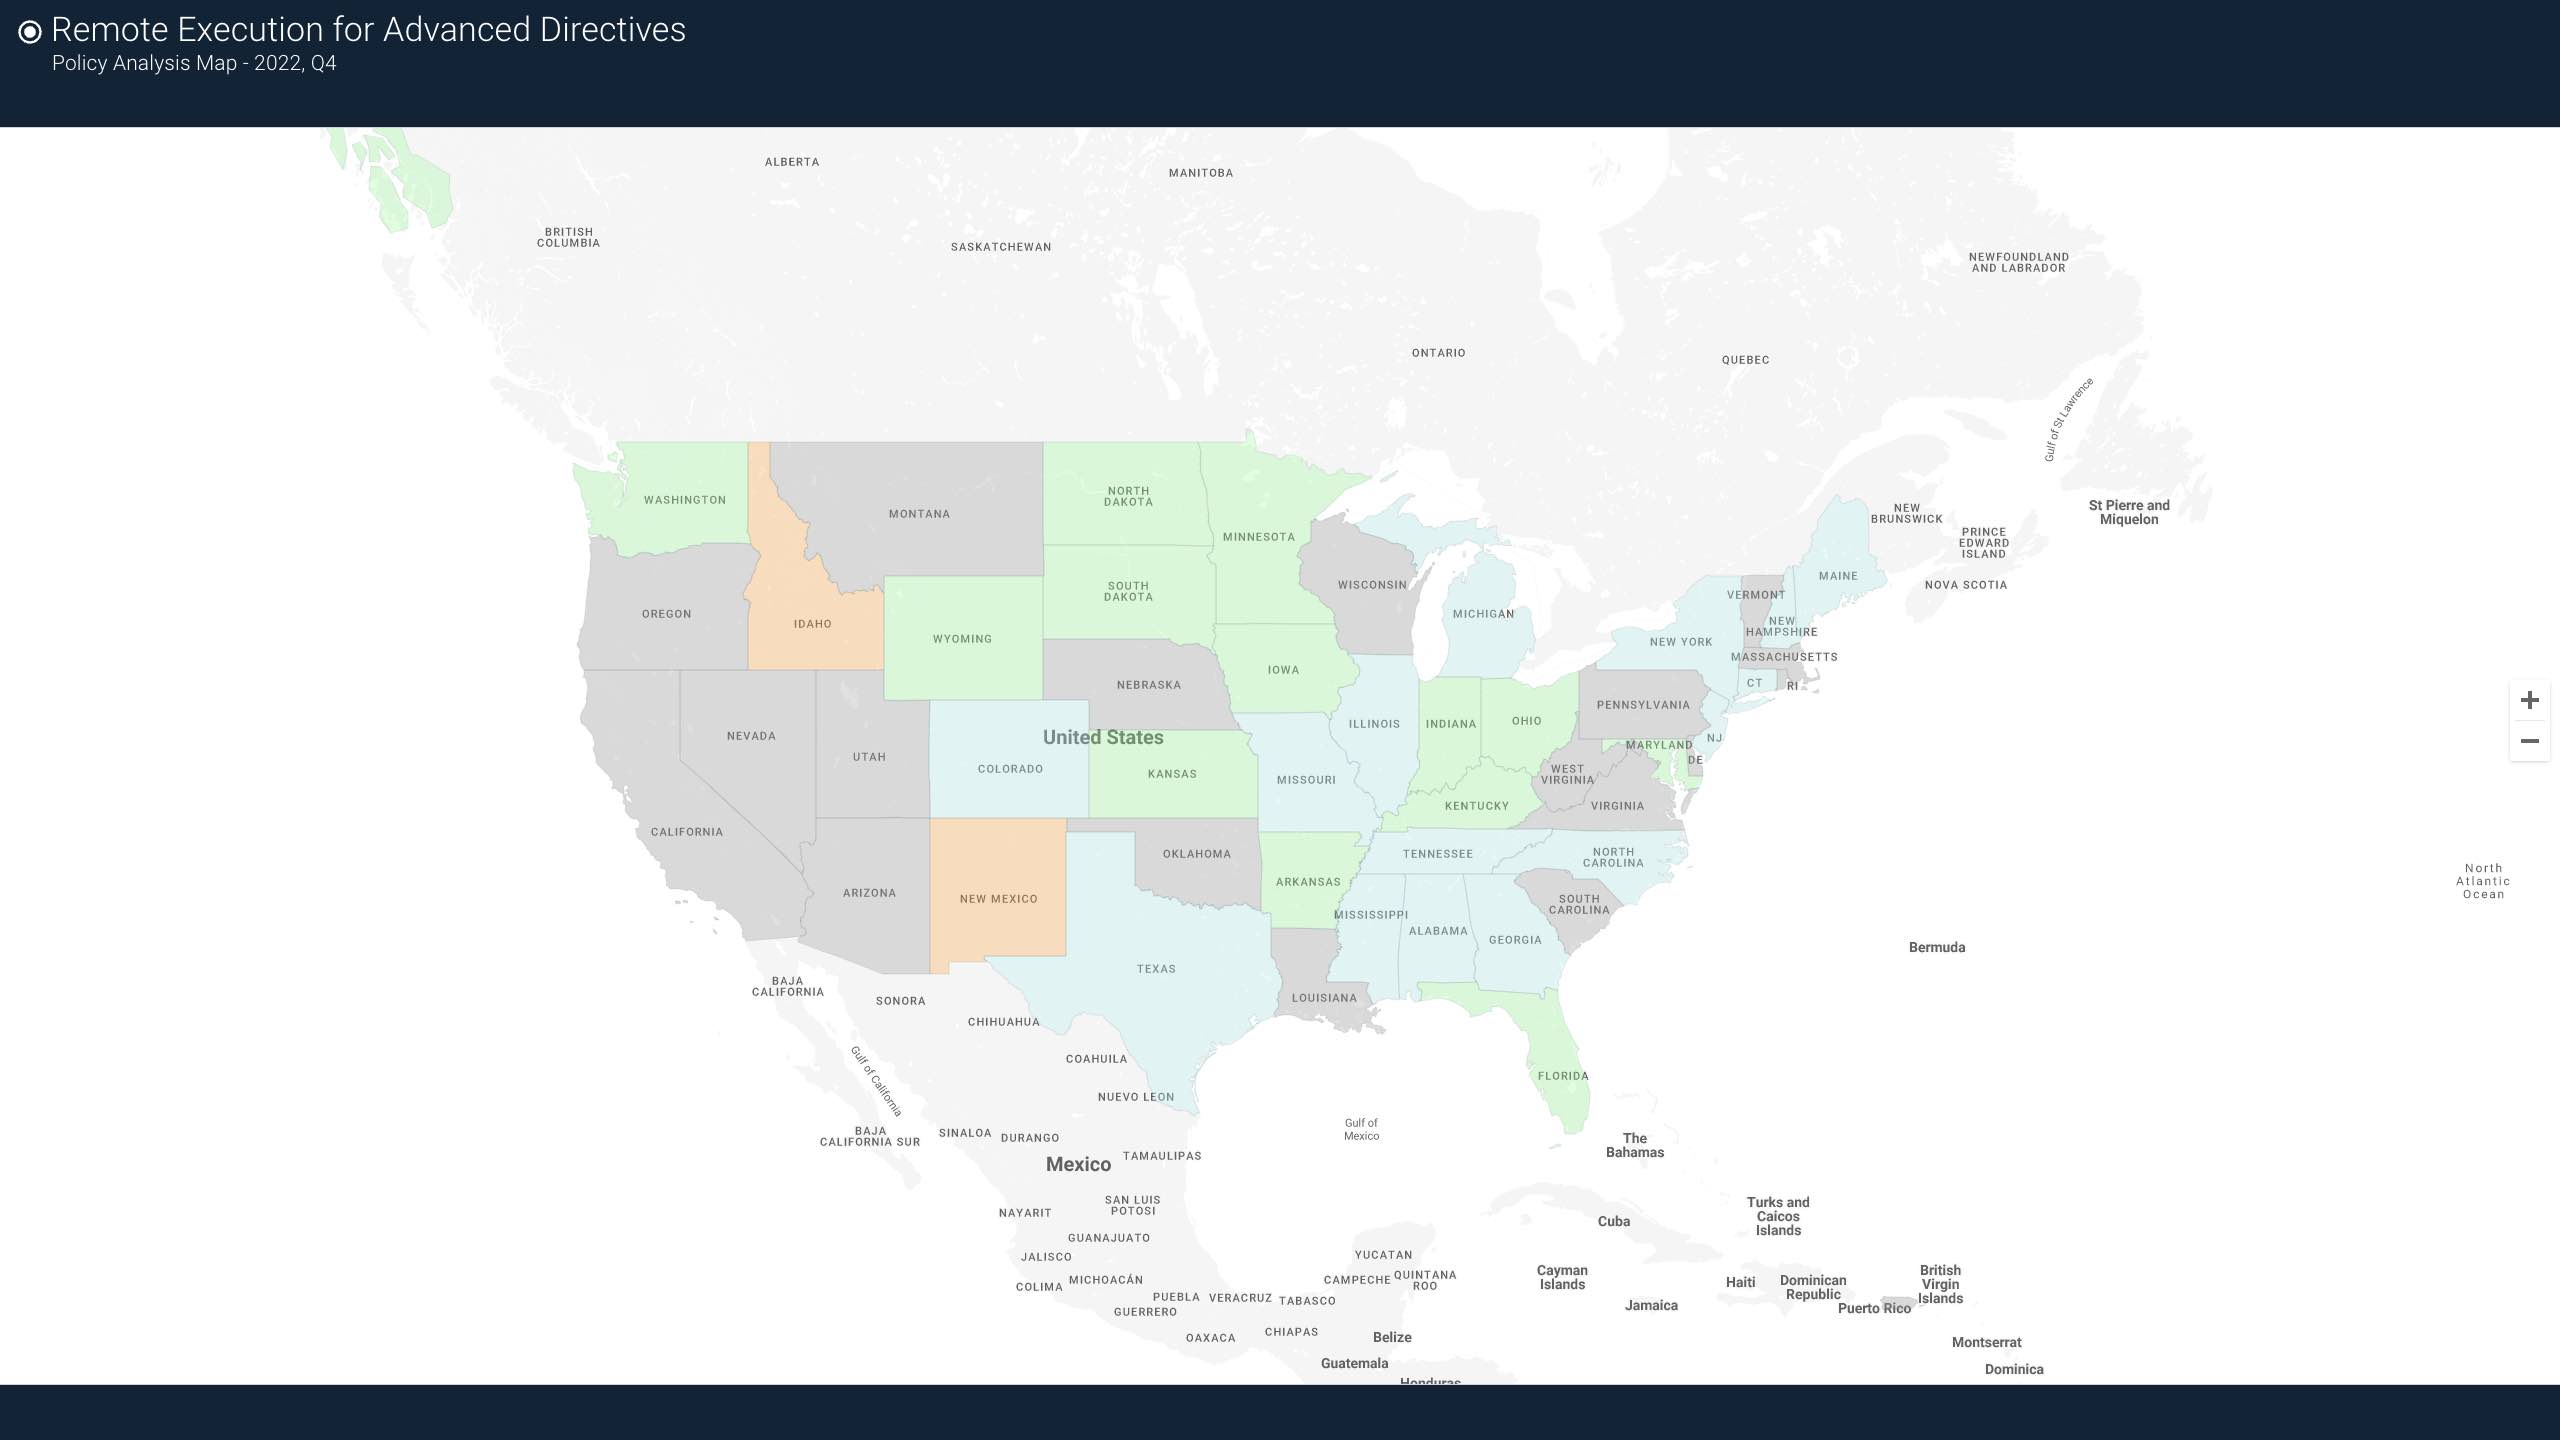 Remote Execution for Advanced Directives
Policy Analysis Map - 2022, Q4
ALBERTA
MANITOBA
BRITISH
COLUMBIA
SASKATCHEWAN
NEWFOUNDLAND
AND LABRADOR
ONTARIO
QUEBEC
Gulf of St Lawrence
WASHINGTON
MONTANA
NORTH
DAKOTA
MINNESOTA
NEW
BRUNSWICK
St Pierre and
Miquelon
PRINCE
EDWARD
ISLAND
NOVA SCOTIA
OREGON
IDAHO
WYOMING
SOUTH
DAKOTA
WISCONSIN
MICHIGAN
VERMONT
MAINE
NEW
HAMPSHIRE
NEW YORK
MASSACHUSETTS
CT
RI
NEBRASKA
IOWA
PENNSYLVANIA
NEVADA
UTAH
United States
COLORADO
KANSAS
MISSOURI
ILLINOIS
INDIANA
OHIO
MARYLAND
NJ
DE
WEST
VIRGINIA
VIRGINIA
KENTUCKY
CALIFORNIA
ARIZONA
NEW MEXICO
OKLAHOMA
ARKANSAS
TENNESSEE
NORTH
CAROLINA
SOUTH
CAROLINA
MISSISSIPPI
ALABAMA
GEORGIA
North
Atlantic
Ocean
Bermuda
TEXAS
LOUISIANA
FLORIDA
BAJA
CALIFORNIA
SONORA
CHIHUAHUA
COAHUILA
Gulf of California
NUEVO LEON
BAJA
CALIFORNIA SUR
SINALOA
DURANGO
Gulf of
Mexico
The
Bahamas
Mexico
TAMAULIPAS
SAN LUIS
POTOSI
NAYARIT
GUANAJUATO
JALISCO
COLIMA
MICHOACÁN
PUEBLA
VERACRUZ
TABASCO
GUERRERO
OAXACA
CHIAPAS
YUCATAN
CAMPECHE
QUINTANA
ROO
Cuba
Turks and
Caicos
Islands
Cayman
Islands
Jamaica
Haiti
Dominican
Republic
Puerto Rico
British
Virgin
Islands
Belize
Guatemala
Honduras
Montserrat
Dominica